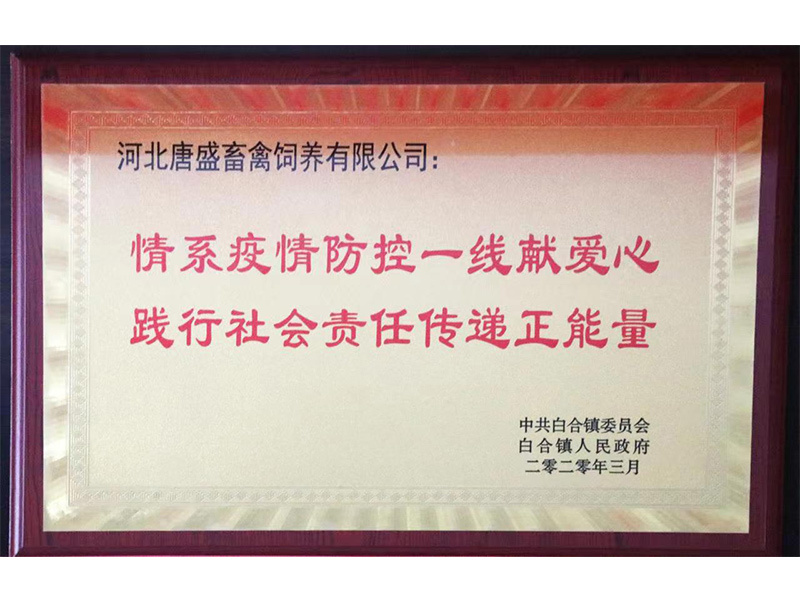 河北唐盛畜禽饲养有限公司：
情系疫情防控一线献爱心
践行社会责任传递正能量
中共白合镇委员会
白合镇人民政府
二零二零年三月